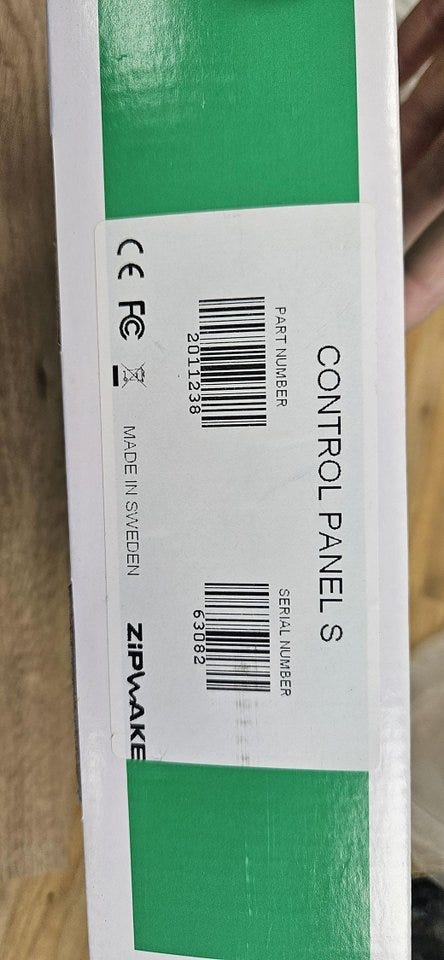 CONTROL PANEL S
PART NUMBER
2011238
SERIAL NUMBER
63082
CE FC
MADE IN SWEDEN
ZiPWAKE